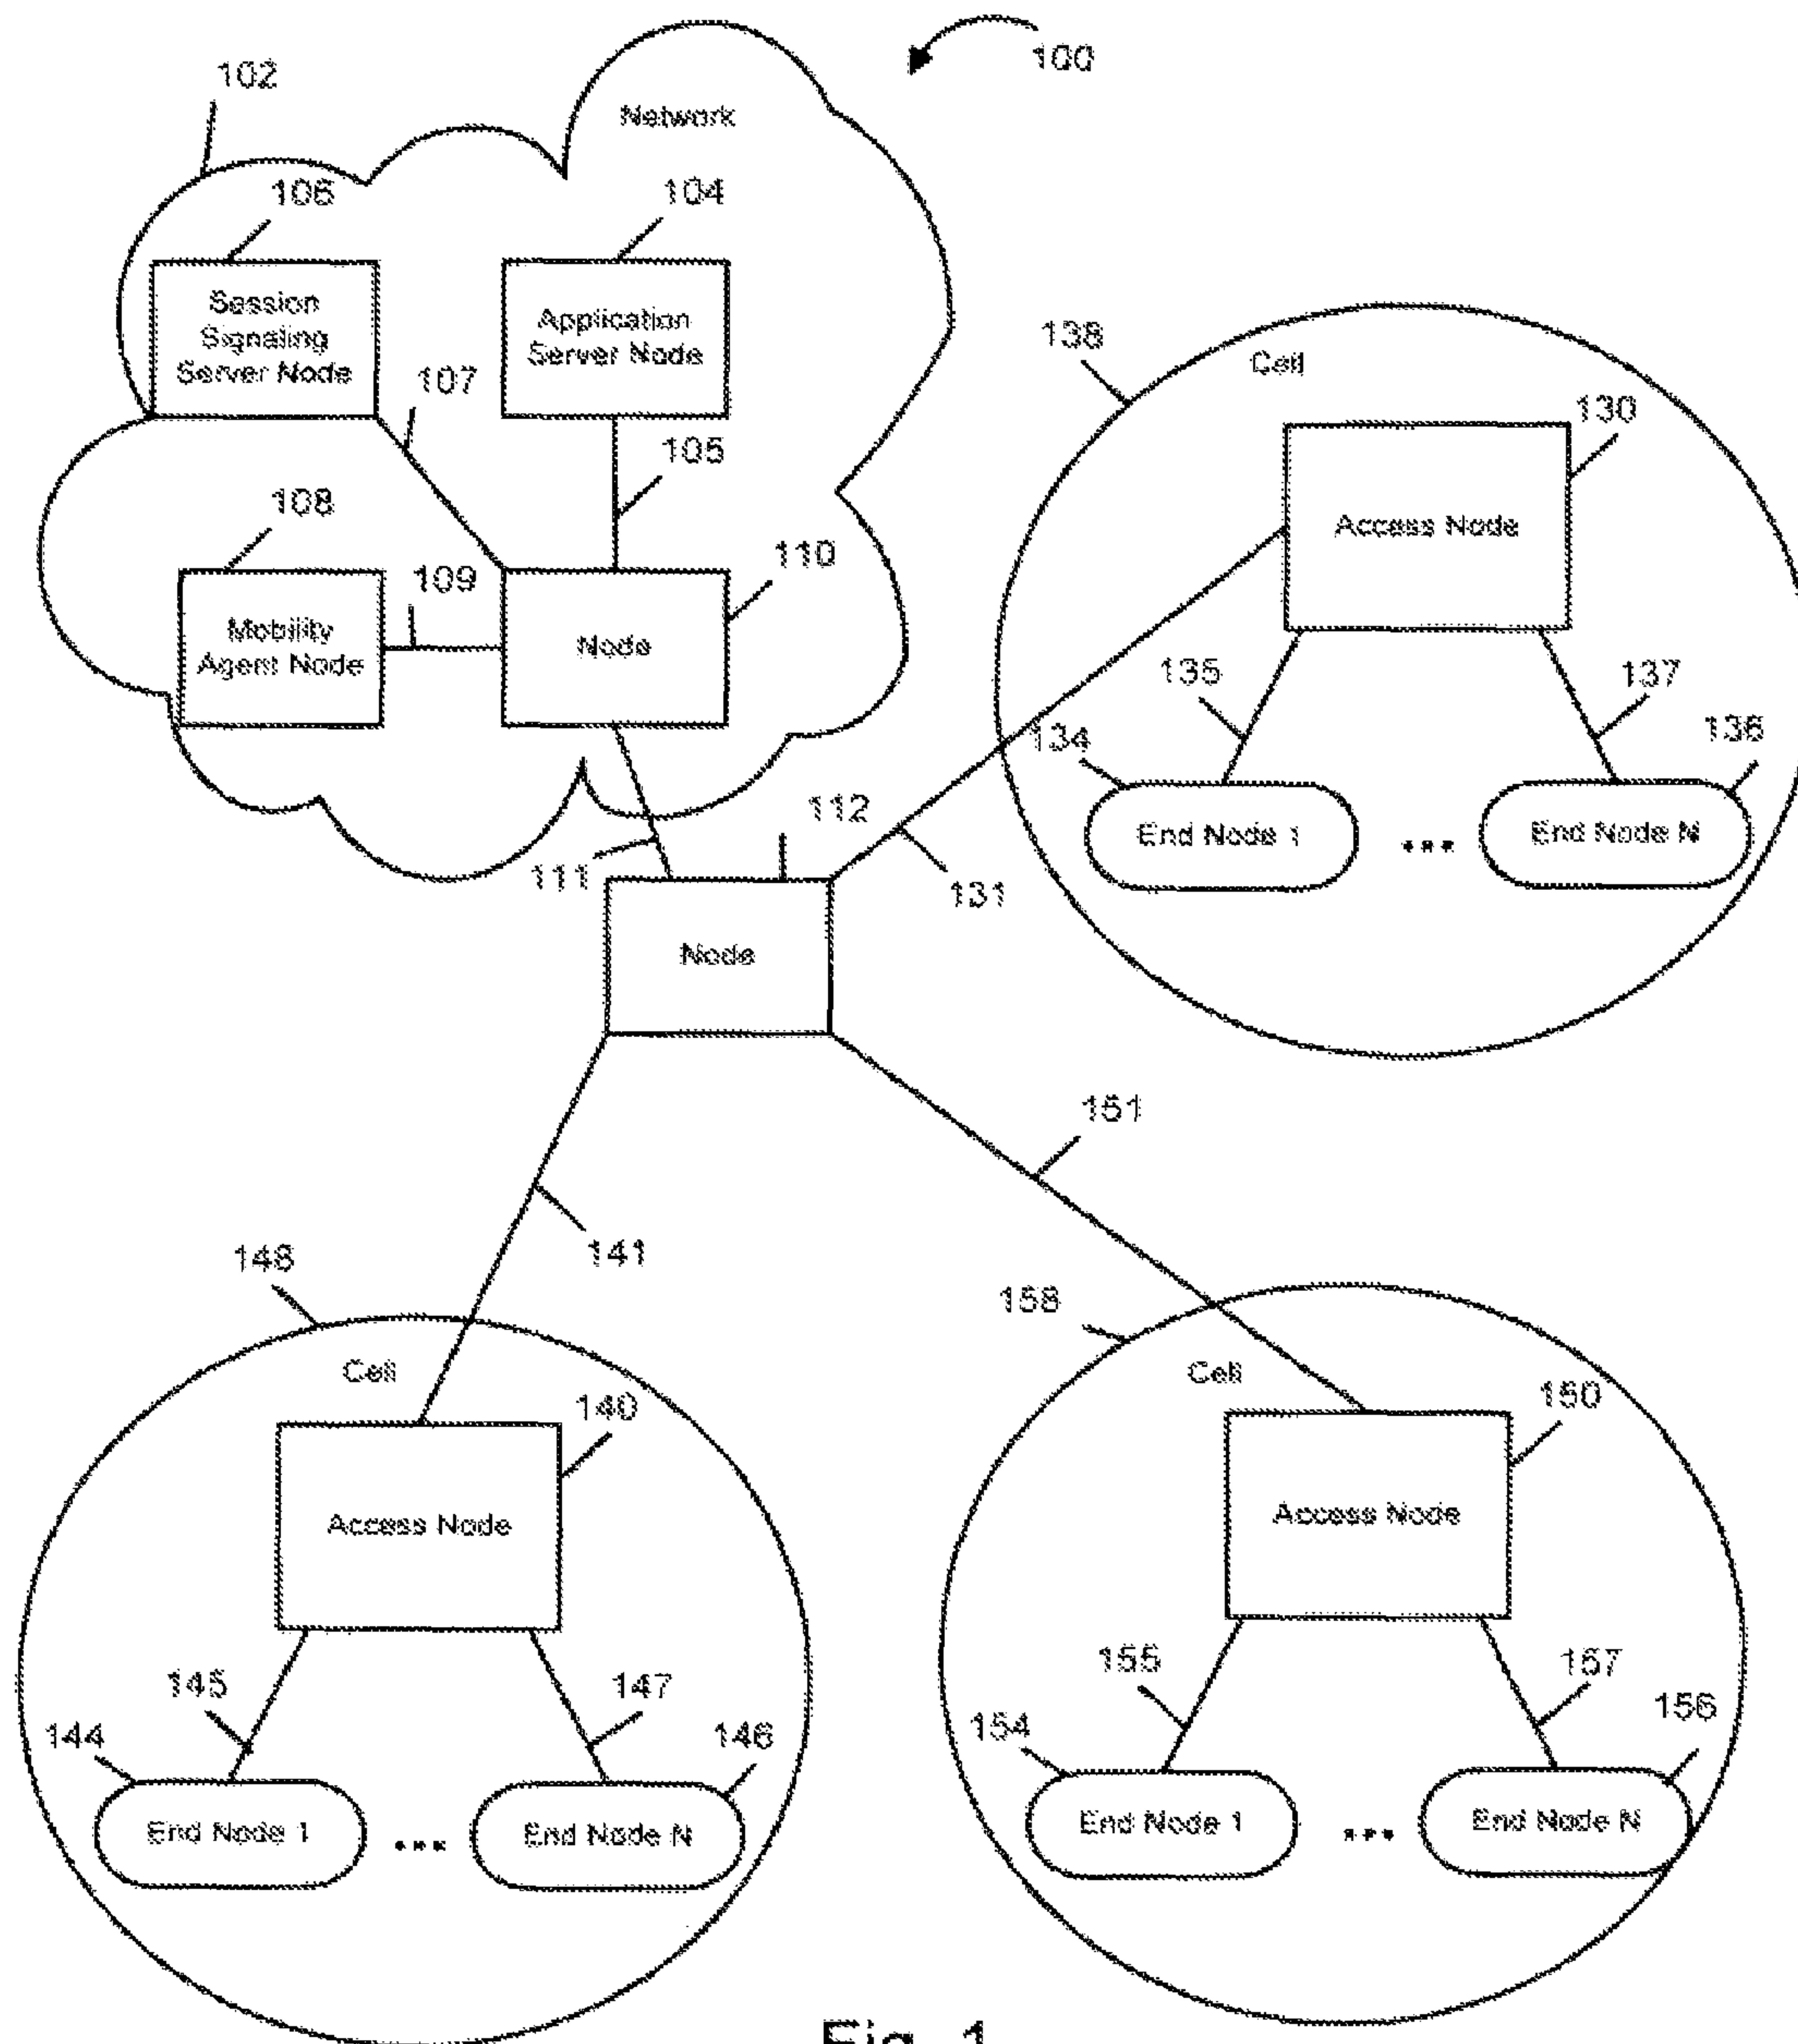 100
102
Network
106
104
Session
Signaling
Server Node
Application
Server Node
107
105
108
109
110
Mobility
Agent Node
Node
138
Cell
130
Access Node
135
137
134
136
End Node 1
...
End Node N
112
111
131
Node
151
141
148
158
Cell
140
Access Node
Cell
150
Access Node
145
147
144
146
End Node 1
...
End Node N
155
157
154
156
End Node 1
...
End Node N
Fig. 1